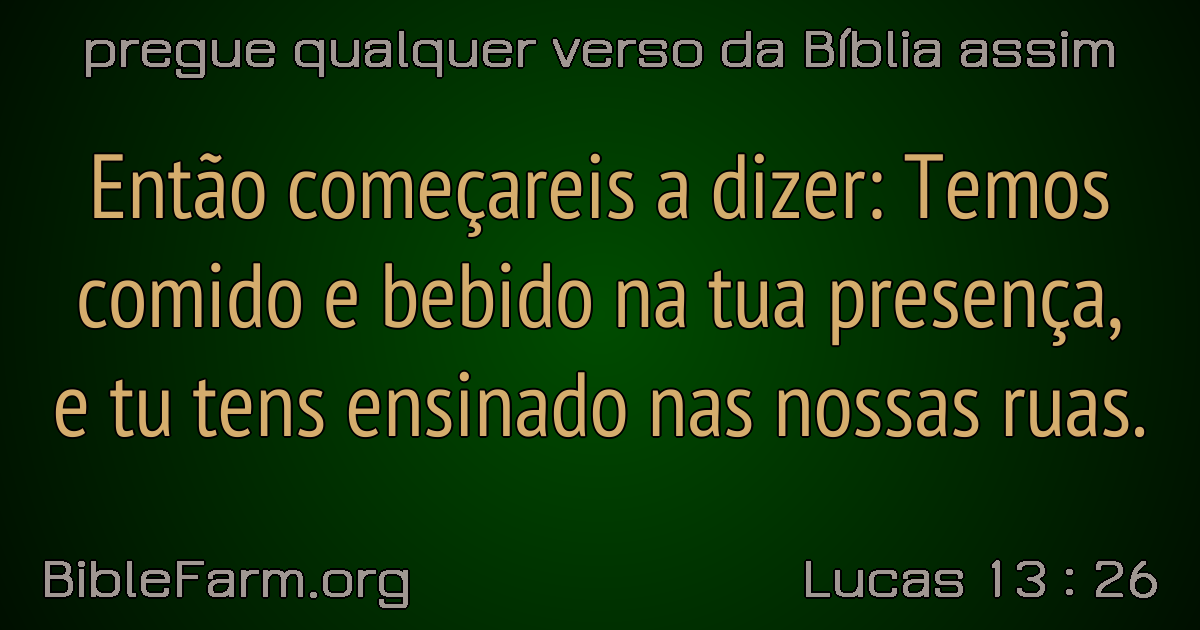 pregue qualquer verso da Bíblia assim
Então começareis a dizer: Temos
comido e bebido na tua presença,
e tu tens ensinado nas nossas ruas.
BibleFarm.org
Lucas 13 : 26